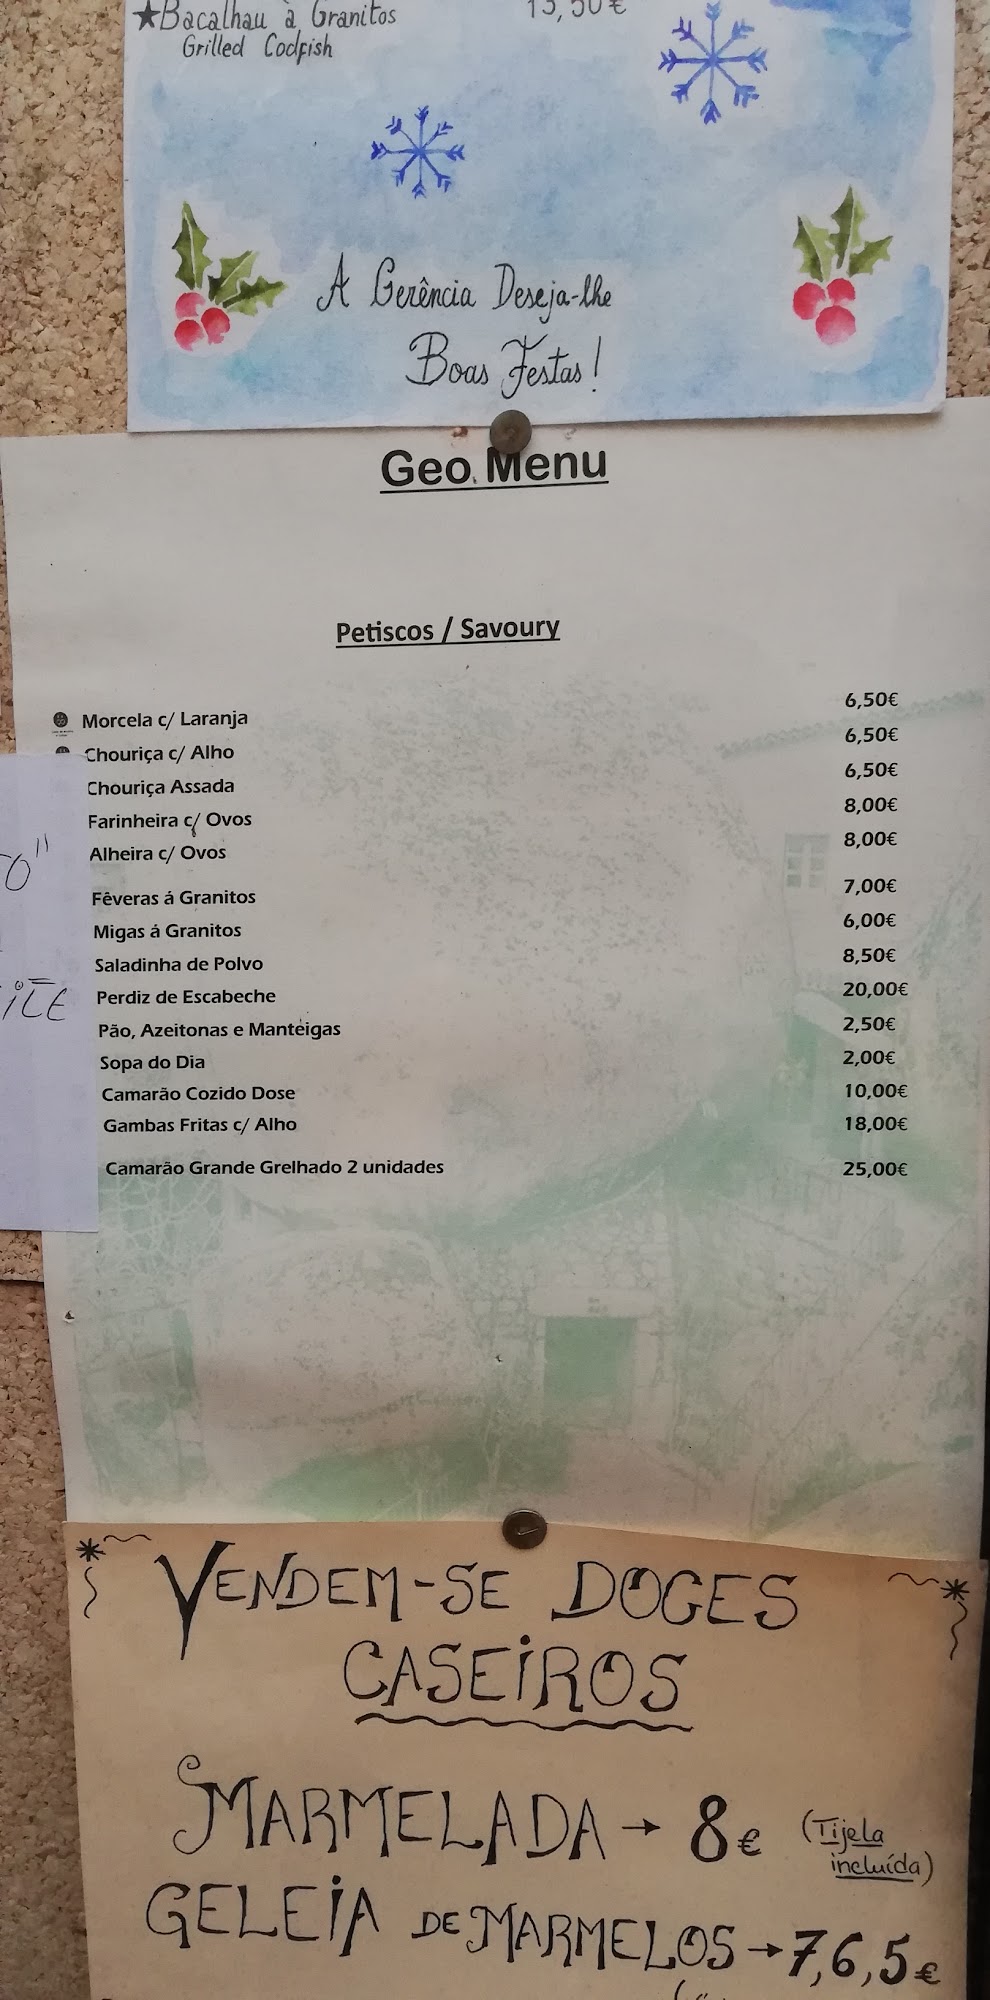 ★Bacalhau à Granitos 13,50€
Grilled Codfish
A Gerência Deseja-lhe
Boas Festas!
Geo Menu
Petiscos / Savoury
Morcela c/ Laranja 6,50€
Chouriça c/ Alho 6,50€
Chouriça Assada 6,50€
Farinheira c/ Ovos 8,00€
Alheira c/ Ovos 8,00€
Fêveras á Granitos 7,00€
Migas á Granitos 6,00€
Saladinha de Polvo 8,50€
Perdiz de Escabeche 20,00€
Pão, Azeitonas e Manteigas 2,50€
Sopa do Dia 2,00€
Camarão Cozido Dose 10,00€
Gambas Fritas c/ Alho 18,00€
Camarão Grande Grelhado 2 unidades 25,00€
VENDEM-SE DOCES
CASEIROS
MARMELADA → 8€ (Tijela
incluída)
GELEIA DE MARMELOS → 7,6,5€